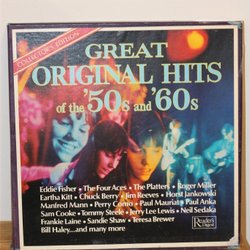 COLLECTOR'S EDITION
GREAT
ORIGINAL HITS
of the '50s and '60s
Eddie Fisher • The Four Aces • The Platters • Roger Miller
Eartha Kitt • Chuck Berry • Jim Reeves • Horst Jankowski
Manfred Mann • Perry Como • Paul Mauriat • Paul Anka
Sam Cooke • Tommy Steele • Jerry Lee Lewis • Neil Sedaka
Frankie Laine • Sandie Shaw • Teresa Brewer
Bill Haley...and many more
Reader's
Digest